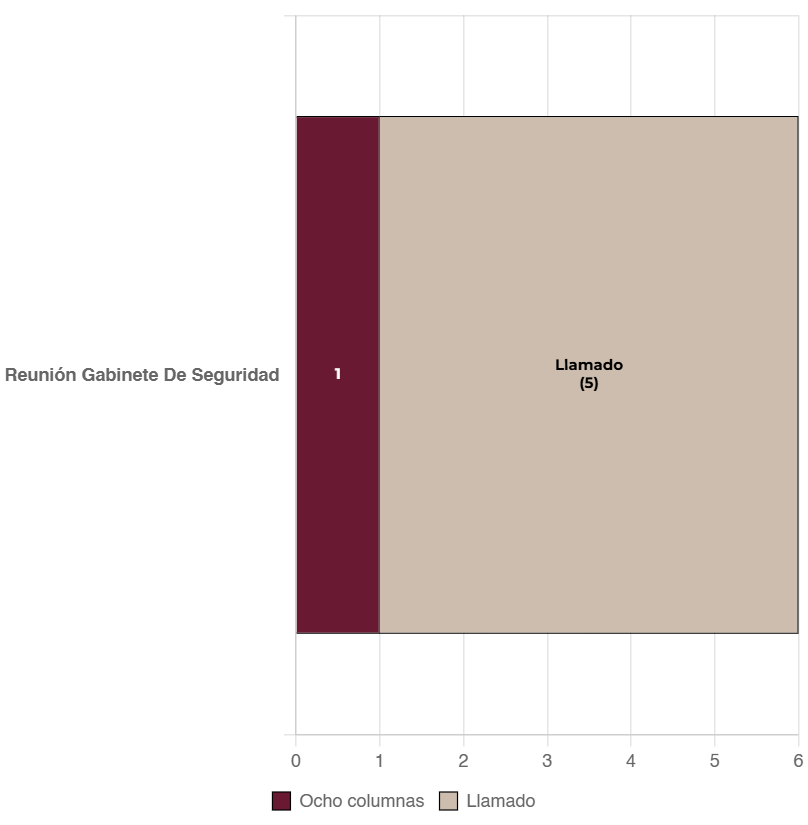 Reunión Gabinete De Seguridad
1
Llamado
(5)
0 1 2 3 4 5 6
Ocho columnas Llamado